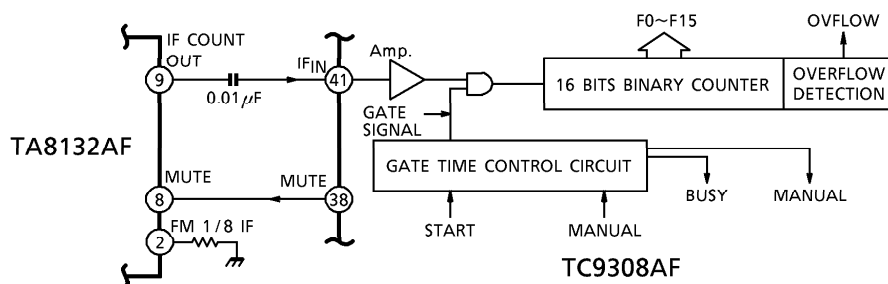 F0~F15
OVFLOW
IF COUNT
OUT
9
0.01μF
IFIN
41
Amp.
16 BITS BINARY COUNTER
OVERFLOW
DETECTION
GATE
SIGNAL
TA8132AF
GATE TIME CONTROL CIRCUIT
MUTE
8
MUTE
38
BUSY
MANUAL
FM 1/8 IF
2
START
MANUAL
TC9308AF